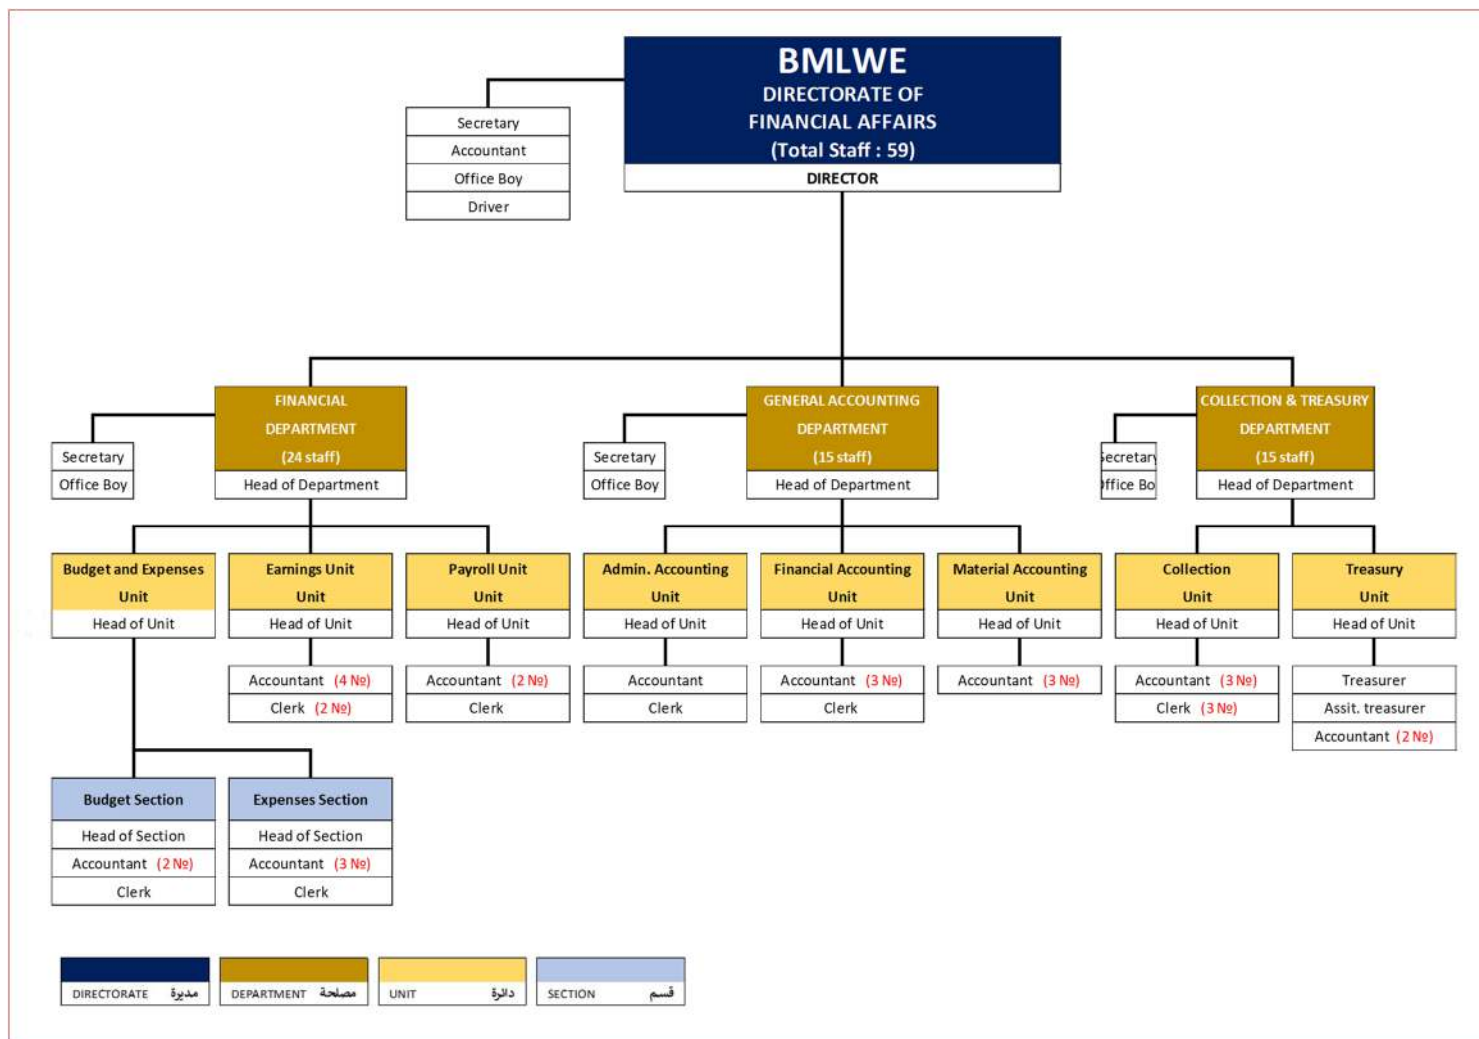 BMLWE
DIRECTORATE OF
FINANCIAL AFFAIRS
(Total Staff : 59)
DIRECTOR
Secretary
Accountant
Office Boy
Driver
FINANCIAL
DEPARTMENT
(24 staff)
Head of Department
Secretary
Office Boy
GENERAL ACCOUNTING
DEPARTMENT
(15 staff)
Head of Department
Secretary
Office Boy
COLLECTION & TREASURY
DEPARTMENT
(15 staff)
Head of Department
Secretary
Office Bo
Budget and Expenses
Unit
Head of Unit
Earnings Unit
Unit
Head of Unit
Accountant (4 №)
Clerk (2 №)
Payroll Unit
Unit
Head of Unit
Accountant (2 №)
Clerk
Admin. Accounting
Unit
Head of Unit
Accountant
Clerk
Financial Accounting
Unit
Head of Unit
Accountant (3 №)
Clerk
Material Accounting
Unit
Head of Unit
Accountant (3 №)
Collection
Unit
Head of Unit
Accountant (3 №)
Clerk (3 №)
Treasury
Unit
Head of Unit
Treasurer
Assit. treasurer
Accountant (2 №)
Budget Section
Head of Section
Accountant (2 №)
Clerk
Expenses Section
Head of Section
Accountant (3 №)
Clerk
DIRECTORATE مديرة
DEPARTMENT مصلحة
UNIT دائرة
SECTION قسم